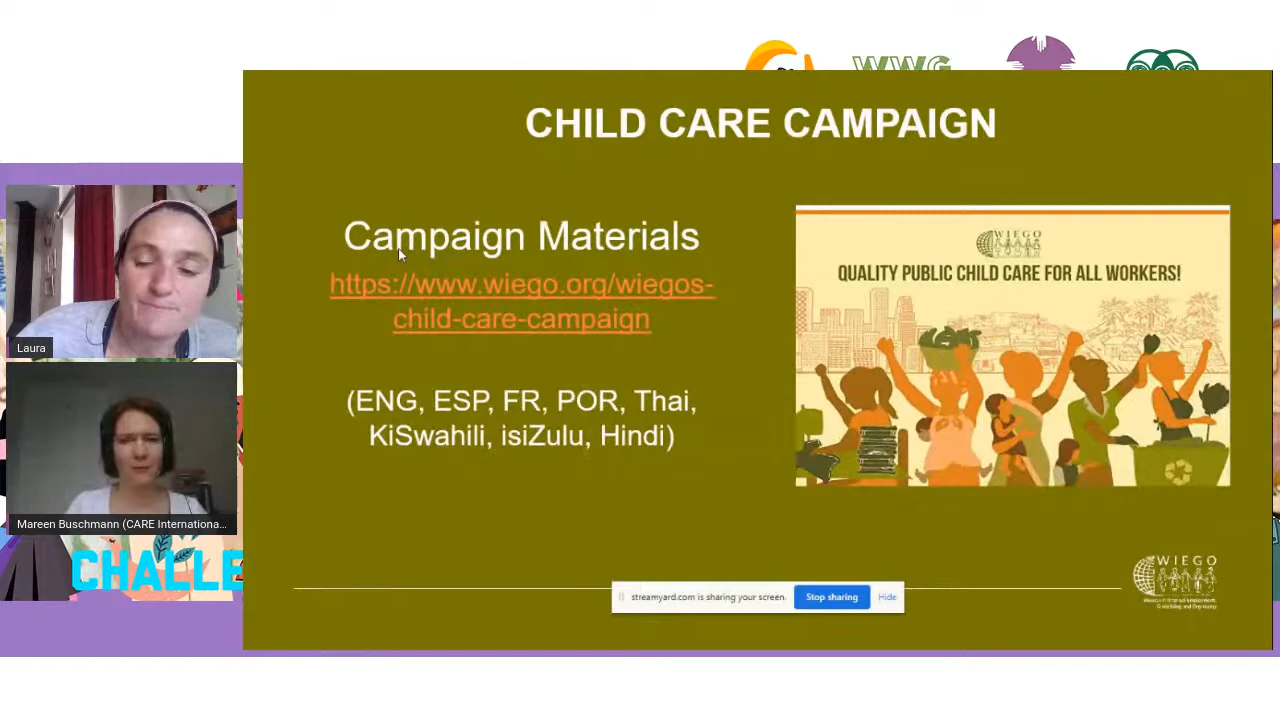 WWG
CHILD CARE CAMPAIGN
Campaign Materials
https://www.wiego.org/wiegos-
child-care-campaign
(ENG, ESP, FR, POR, Thai,
KiSwahili, isiZulu, Hindi)
WIEGO
QUALITY PUBLIC CHILD CARE FOR ALL WORKERS!
Laura
Mareen Buschmann (CARE Internationa...
CHALLE
WIEGO
streamyard.com is sharing your screen.
Stop sharing
Hide